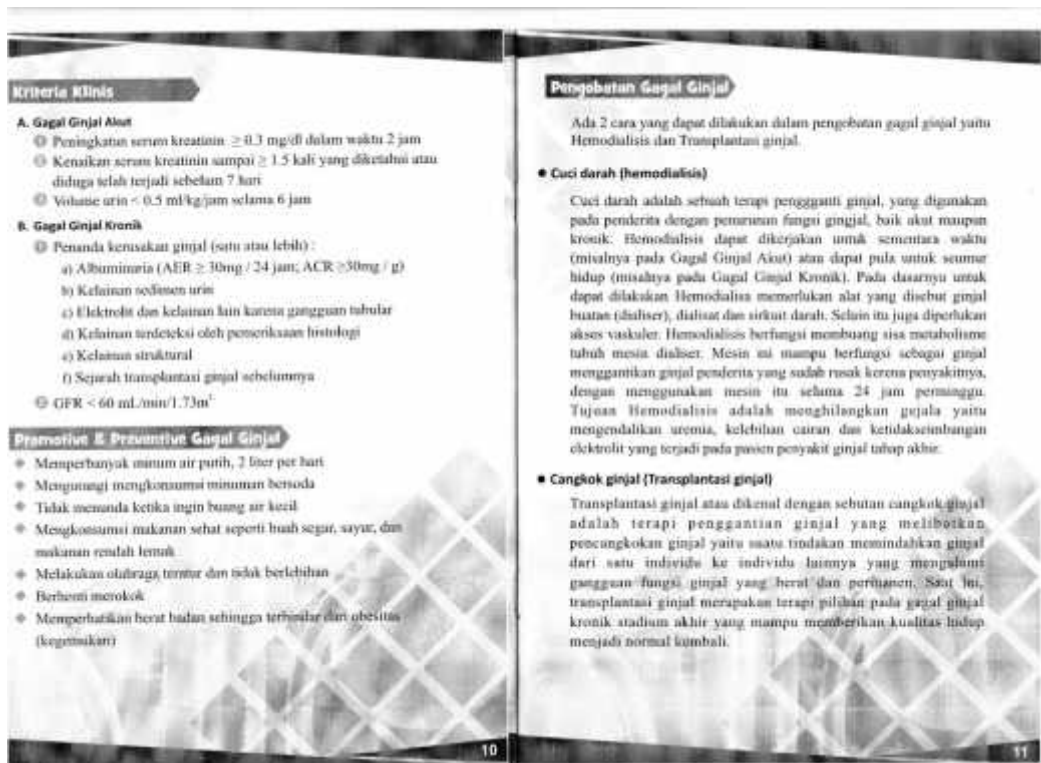 Kriteria Klinis
A. Gagal Ginjal Akut
Peningkatan serum kreatinin ≥ 0.3 mg/dl dalam waktu 2 jam
Kenaikan serum kreatinin sampai ≥ 1.5 kali yang diketahui atau
diduga telah terjadi sebelum 7 hari
Volume urin < 0.5 ml/kg/jam selama 6 jam
B. Gagal Ginjal Kronik
Penanda kerusakan ginjal (satu atau lebih) :
a) Albuminuria (AER ≥ 30mg / 24 jam; ACR ≥30mg / g)
b) Kelainan sedimen urin
c) Elektrolit dan kelainan lain karena gangguan tubular
d) Kelainan terdeteksi oleh pemeriksaan histologi
e) Kelainan struktural
f) Sejarah transplantasi ginjal sebelumnya
GFR < 60 mL/min/1.73m²
Promotive & Preventive Gagal Ginjal
Memperbanyak minum air putih, 2 liter per hari
Mengurangi mengkonsumsi minuman bersoda
Tidak menunda ketika ingin buang air kecil
Mengkonsumsi makanan sehat seperti buah segar, sayur, dan
makanan rendah lemak
Melakukan olahraga teratur dan tidak berlebihan
Berhenti merokok
Memperhatikan berat badan sehingga terhindar dari obesitas
(kegemukan)
10
Pengobatan Gagal Ginjal
Ada 2 cara yang dapat dilakukan dalam pengobatan gagal ginjal yaitu
Hemodialisis dan Transplantasi ginjal.
● Cuci darah (hemodialisis)
Cuci darah adalah sebuah terapi penggganti ginjal, yang digunakan
pada penderita dengan penurunan fungsi gingjal, baik akut maupun
kronik. Hemodialisis dapat dikerjakan untuk sementara waktu
(misalnya pada Gagal Ginjal Akut) atau dapat pula untuk seumur
hidup (misalnya pada Gagal Ginjal Kronik). Pada dasarnya untuk
dapat dilakukan Hemodialisa memerlukan alat yang disebut ginjal
buatan (dialiser), dialisat dan sirkuit darah. Selain itu juga diperlukan
akses vaskuler. Hemodialisis berfungsi membuang sisa metabolisme
tubuh mesin dialiser. Mesin ini mampu berfungsi sebagai ginjal
menggantikan ginjal penderita yang sudah rusak kerena penyakitnya,
dengan menggunakan mesin itu selama 24 jam perminggu.
Tujuan Hemodialisis adalah menghilangkan gejala yaitu
mengendalikan uremia, kelebihan cairan dan ketidakseimbangan
elektrolit yang terjadi pada pasien penyakit ginjal tahap akhir.
● Cangkok ginjal (Transplantasi ginjal)
Transplantasi ginjal atau dikenal dengan sebutan cangkok ginjal
adalah terapi penggantian ginjal yang melibatkan
pencangkokan ginjal yaitu suatu tindakan memindahkan ginjal
dari satu individu ke individu lainnya yang mengalami
gangguan fungsi ginjal yang berat dan permanen. Saat Ini,
transplantasi ginjal merupakan terapi pilihan pada gagal ginjal
kronik stadium akhir yang mampu memberikan kualitas hidup
menjadi normal kembali.
11